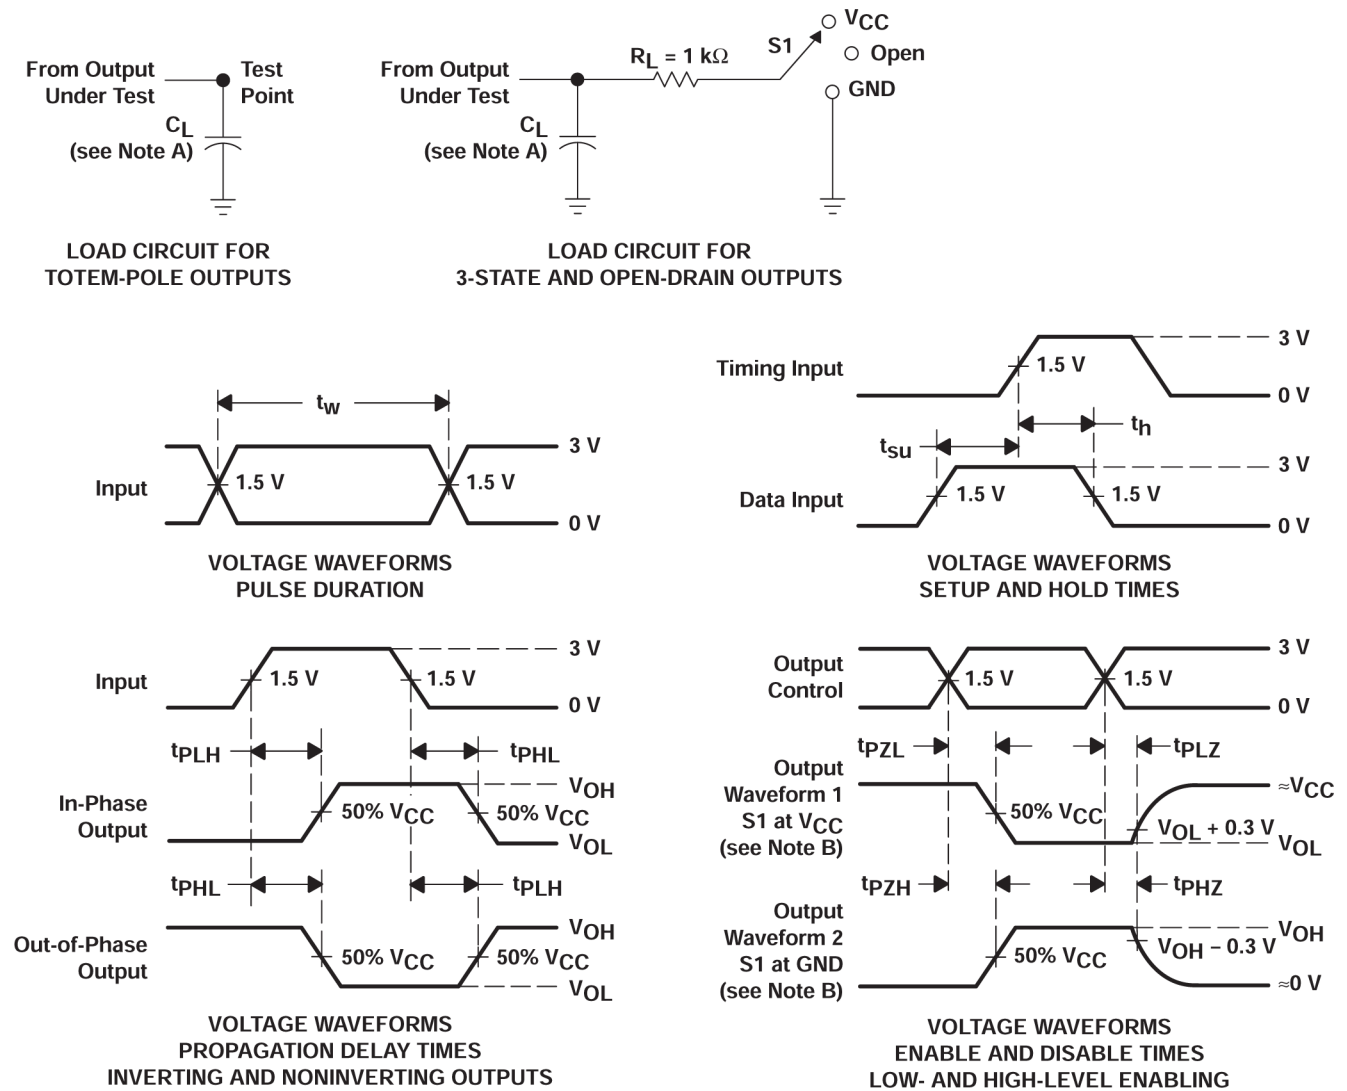 From Output
Under Test
Test
Point
CL
(see Note A)
LOAD CIRCUIT FOR
TOTEM-POLE OUTPUTS
From Output
Under Test
RL = 1 kΩ
S1
VCC
Open
GND
CL
(see Note A)
LOAD CIRCUIT FOR
3-STATE AND OPEN-DRAIN OUTPUTS
tw
Input
1.5 V
1.5 V
3 V
0 V
VOLTAGE WAVEFORMS
PULSE DURATION
Timing Input
1.5 V
3 V
0 V
th
tsu
Data Input
1.5 V
1.5 V
3 V
0 V
VOLTAGE WAVEFORMS
SETUP AND HOLD TIMES
Input
1.5 V
1.5 V
3 V
0 V
tPLH
tPHL
In-Phase
Output
50% VCC
50% VCC
VOH
VOL
tPHL
tPLH
Out-of-Phase
Output
50% VCC
50% VCC
VOH
VOL
VOLTAGE WAVEFORMS
PROPAGATION DELAY TIMES
INVERTING AND NONINVERTING OUTPUTS
Output
Control
1.5 V
1.5 V
3 V
0 V
tPZL
tPLZ
Output
Waveform 1
S1 at VCC
(see Note B)
50% VCC
VOL + 0.3 V
≈VCC
VOL
tPZH
tPHZ
Output
Waveform 2
S1 at GND
(see Note B)
50% VCC
VOH − 0.3 V
VOH
≈0 V
VOLTAGE WAVEFORMS
ENABLE AND DISABLE TIMES
LOW- AND HIGH-LEVEL ENABLING